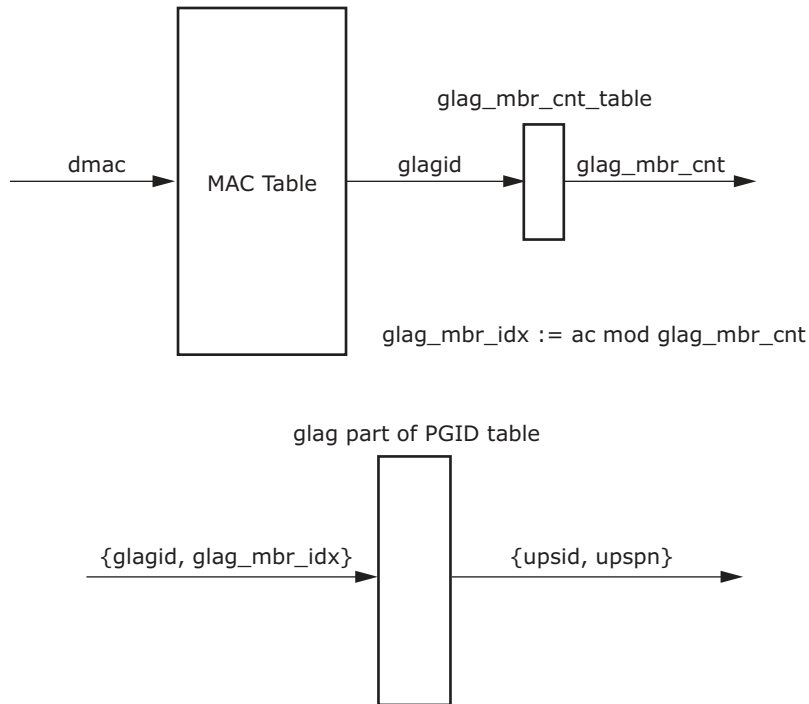 glag_mbr_cnt_table
dmac
MAC Table
glagid
glag_mbr_cnt
glag_mbr_idx := ac mod glag_mbr_cnt
glag part of PGID table
{glagid, glag_mbr_idx}
{upsid, upspn}